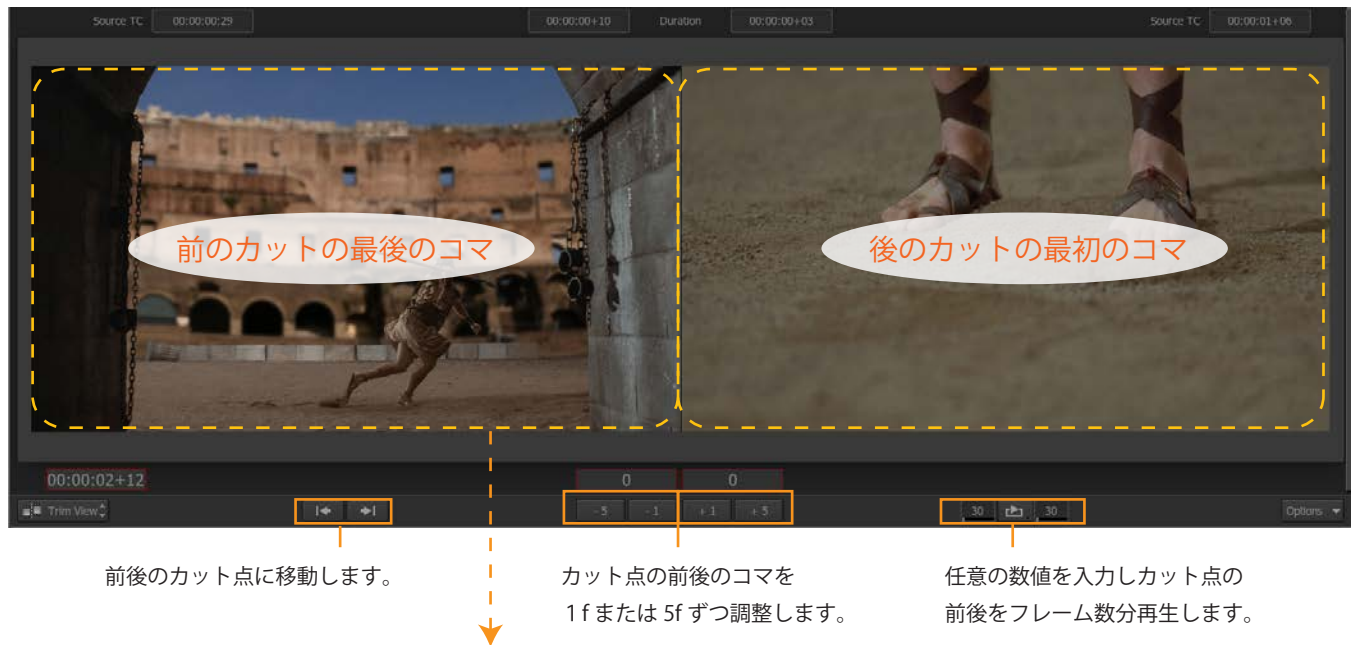 Source TC 00:00:00:29 00:00:00+10 Duration 00:00:00+03 Source TC 00:00:01+06
前のカットの最後のコマ
後のカットの最初のコマ
00:00:02+12 0 0
Trim View - 5 - 1 + 1 + 5 30 30 Options
前後のカット点に移動します。
カット点の前後のコマを
1 f または 5f ずつ調整します。
任意の数値を入力しカット点の
前後をフレーム数分再生します。